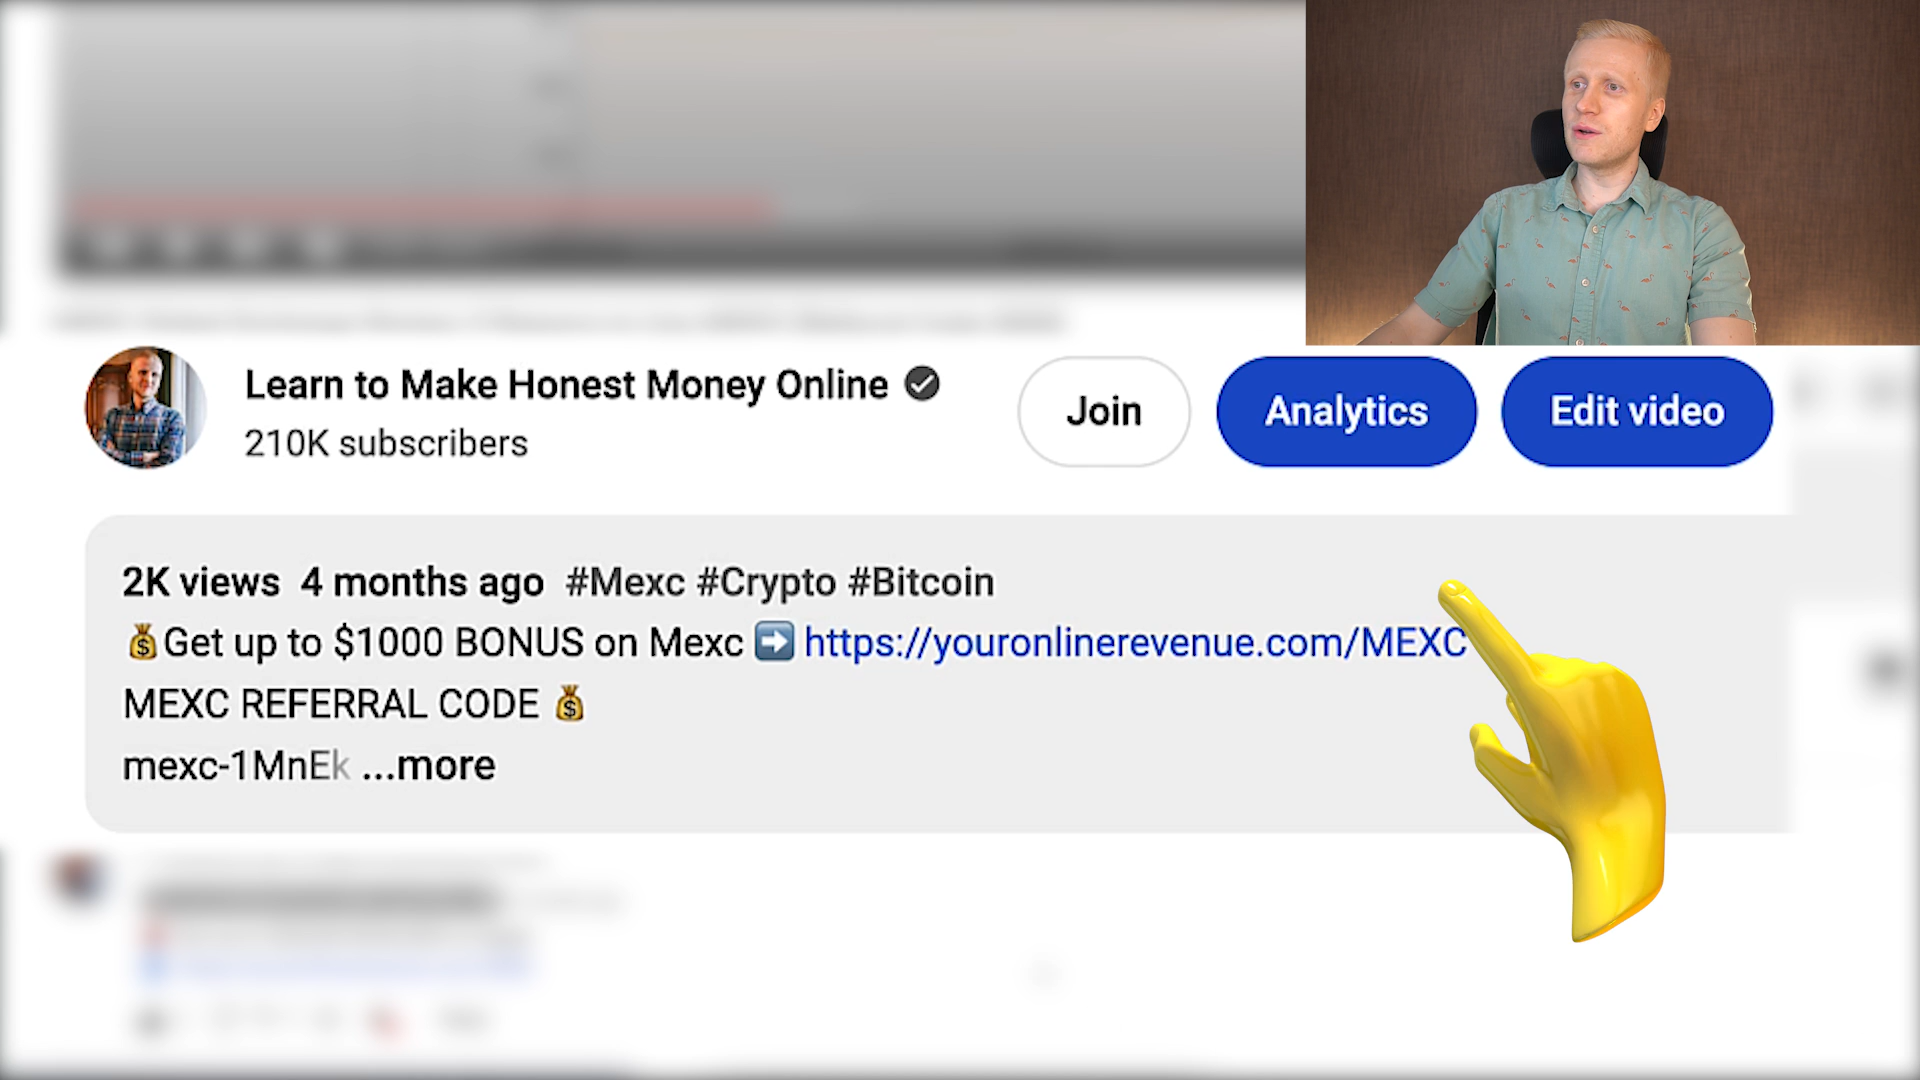 Learn to Make Honest Money Online
210K subscribers
Join
Analytics
Edit video
2K views 4 months ago #Mexc #Crypto #Bitcoin
💰Get up to $1000 BONUS on Mexc ➡️ https://youronlinerevenue.com/MEXC
MEXC REFERRAL CODE 💰
mexc-1MnEk ...more